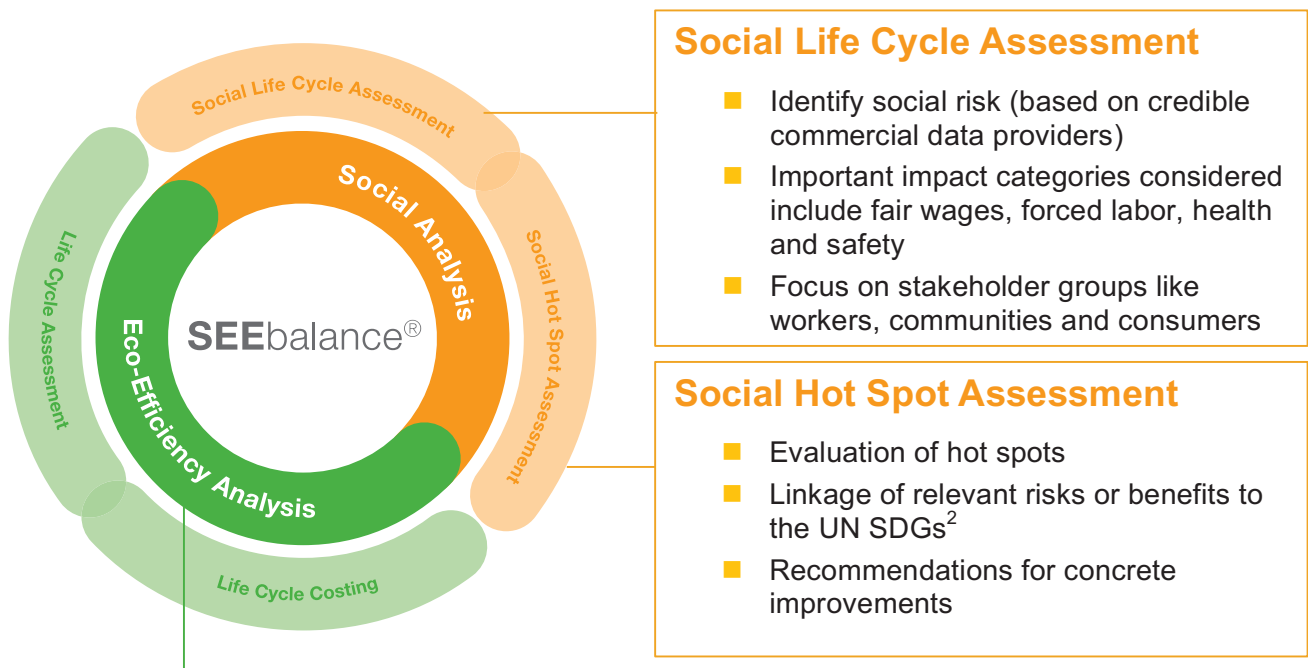 Social Life Cycle Assessment
Social Analysis
Social Hot Spot Assessment
Life Cycle Assessment
Eco-Efficiency Analysis
SEEbalance®
Life Cycle Costing
Social Life Cycle Assessment
■ Identify social risk (based on credible
commercial data providers)
■ Important impact categories considered
include fair wages, forced labor, health
and safety
■ Focus on stakeholder groups like
workers, communities and consumers
Social Hot Spot Assessment
■ Evaluation of hot spots
■ Linkage of relevant risks or benefits to
the UN SDGs²
■ Recommendations for concrete
improvements